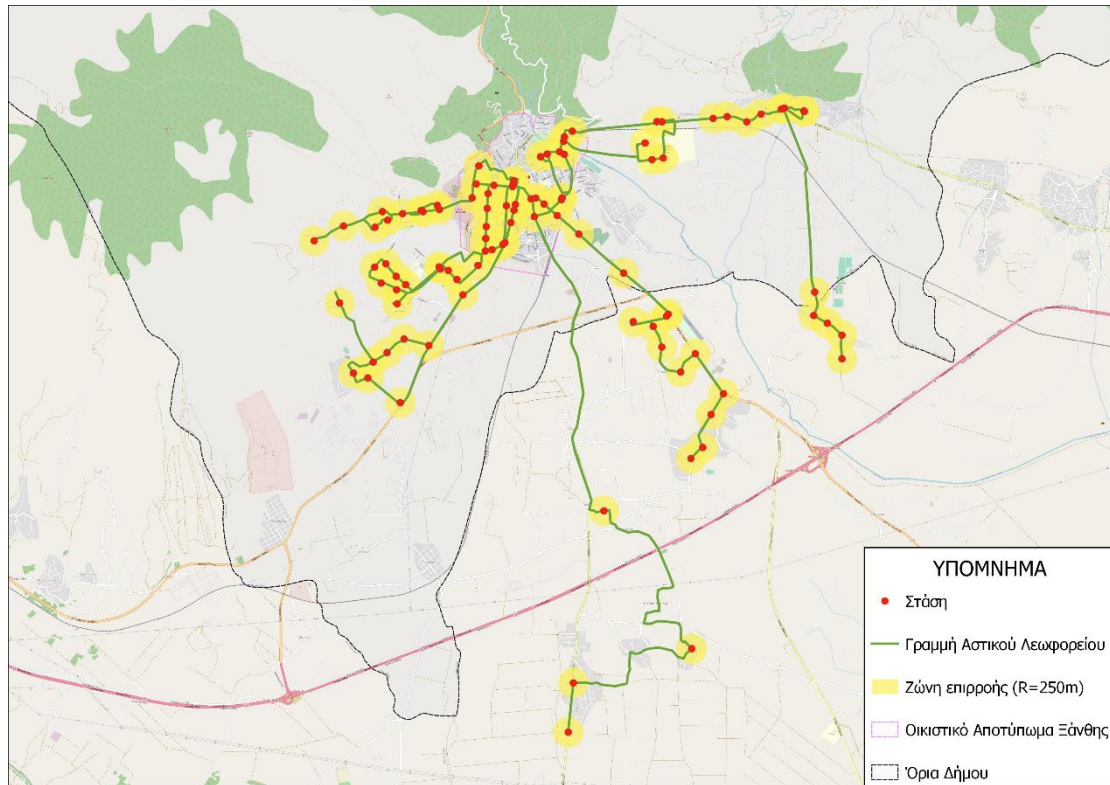 ΥΠΟΜΝΗΜΑ
Στάση
Γραμμή Αστικού Λεωφορείου
Ζώνη επιρροής (R=250m)
Οικιστικό Αποτύπωμα Ξάνθης
Όρια Δήμου